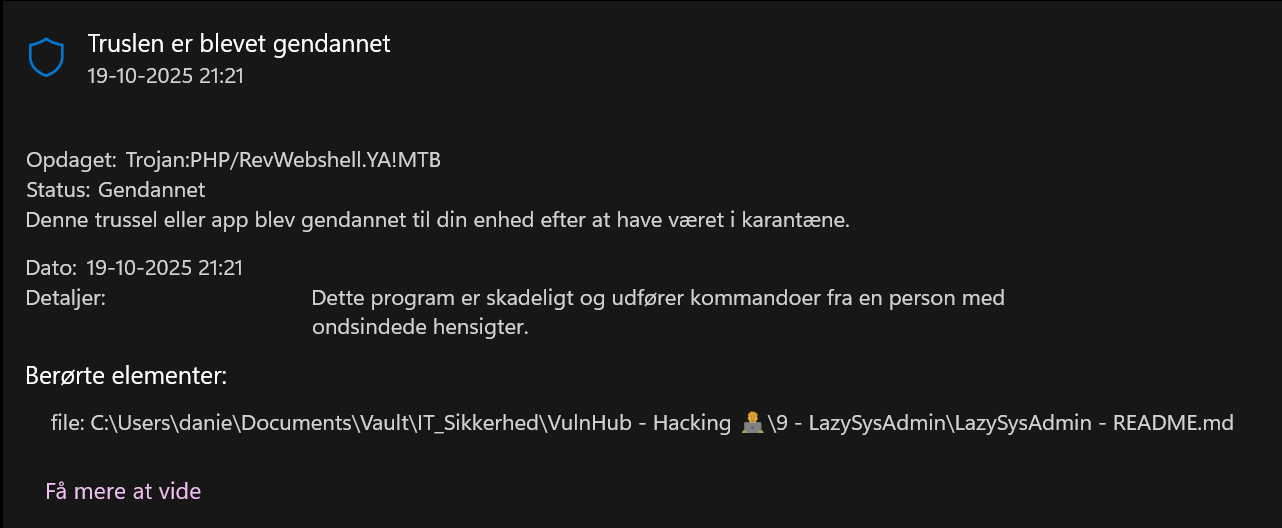 Truslen er blevet gendannet
19-10-2025 21:21
Opdaget: Trojan:PHP/RevWebshell.YA!MTB
Status: Gendannet
Denne trussel eller app blev gendannet til din enhed efter at have været i karantæne.
Dato: 19-10-2025 21:21
Detaljer: Dette program er skadeligt og udfører kommandoer fra en person med
ondsindede hensigter.
Berørte elementer:
file: C:\Users\danie\Documents\Vault\IT_Sikkerhed\VulnHub - Hacking 👨‍💻\9 - LazySysAdmin\LazySysAdmin - README.md
Få mere at vide